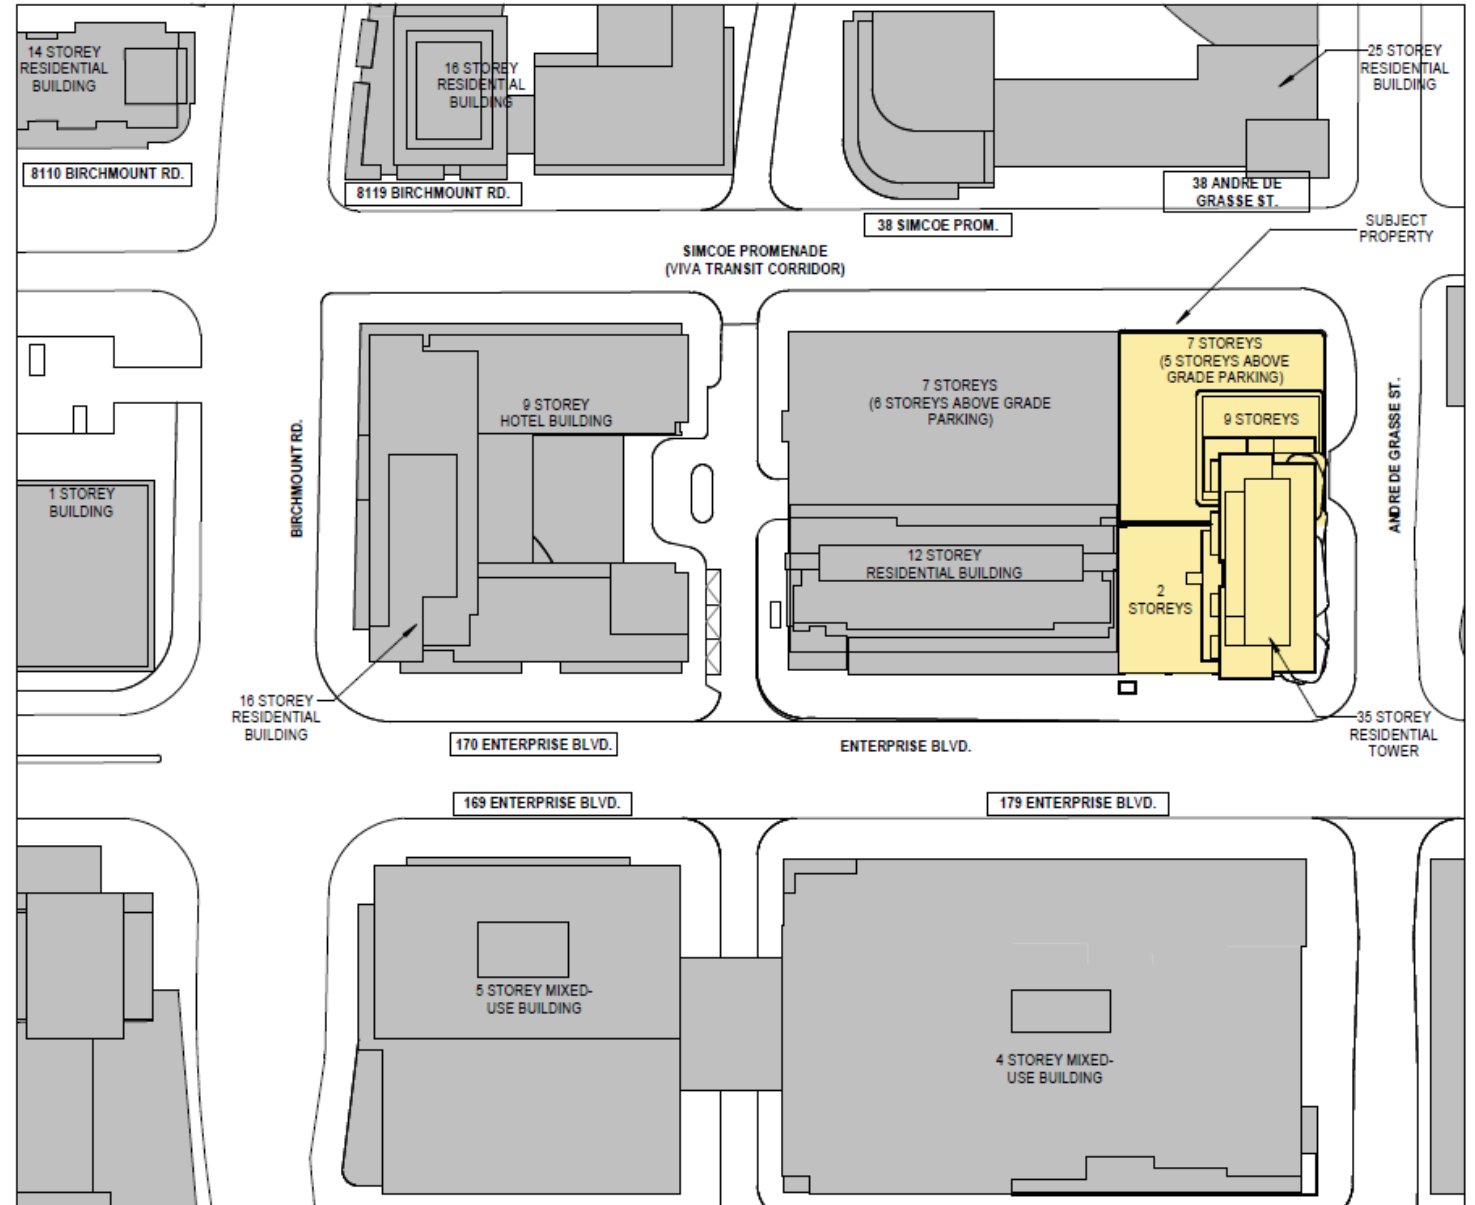 14 STOREY
RESIDENTIAL
BUILDING
8110 BIRCHMOUNT RD.
16 STOREY
RESIDENTIAL
BUILDING
8119 BIRCHMOUNT RD.
25 STOREY
RESIDENTIAL
BUILDING
38 ANDRE DE
GRASSE ST.
38 SIMCOE PROM.
SUBJECT
PROPERTY
SIMCOE PROMENADE
(VIVA TRANSIT CORRIDOR)
7 STOREYS
(5 STOREYS ABOVE
GRADE PARKING)
7 STOREYS
(6 STOREYS ABOVE GRADE
PARKING)
9 STOREY
HOTEL BUILDING
9 STOREYS
BIRCHMOUNT RD.
ANDRE DE GRASSE ST.
1 STOREY
BUILDING
12 STOREY
RESIDENTIAL BUILDING
2
STOREYS
16 STOREY
RESIDENTIAL
BUILDING
35 STOREY
RESIDENTIAL
TOWER
170 ENTERPRISE BLVD.
ENTERPRISE BLVD.
169 ENTERPRISE BLVD.
179 ENTERPRISE BLVD.
5 STOREY MIXED-
USE BUILDING
4 STOREY MIXED-
USE BUILDING